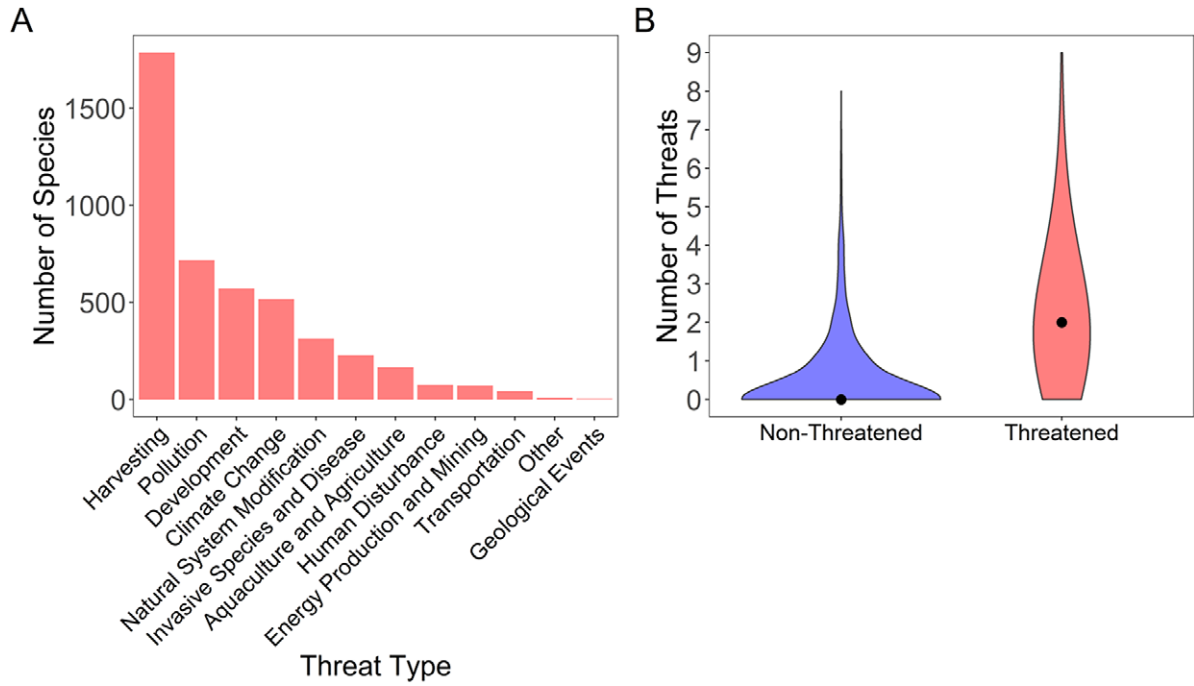 A
Number of Species
1500
1000
500
0
Harvesting
Pollution
Development
Climate Change
Natural System Modification
Invasive Species and Disease
Aquaculture and Agriculture
Human Disturbance
Energy Production and Mining
Transportation
Other
Geological Events
Threat Type
B
Number of Threats
9
8
7
6
5
4
3
2
1
0
Non-Threatened
Threatened